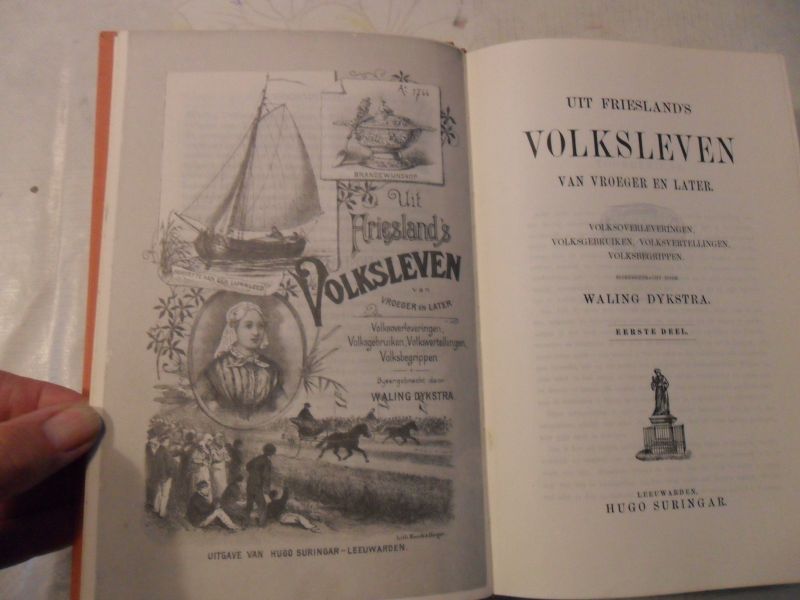 Aº 1744
BRANDEWIJNSKOP
Uit
Friesland's
VOLKSLEVEN
van
VROEGER EN LATER
Volksoverleveringen,
Volksgebruiken, Volksvertellingen,
Volksbegrippen
Byeengebracht door
WALING DYKSTRA
UITGAVE VAN HUGO SURINGAR-LEEUWARDEN.
UIT FRIESLAND'S
VOLKSLEVEN
VAN VROEGER EN LATER.
VOLKSOVERLEVERINGEN,
VOLKSGEBRUIKEN, VOLKSVERTELLINGEN,
VOLKSBEGRIPPEN.
BIJEENGEBRACHT DOOR
WALING DYKSTRA.
EERSTE DEEL.
LEEUWARDEN,
HUGO SURINGAR.